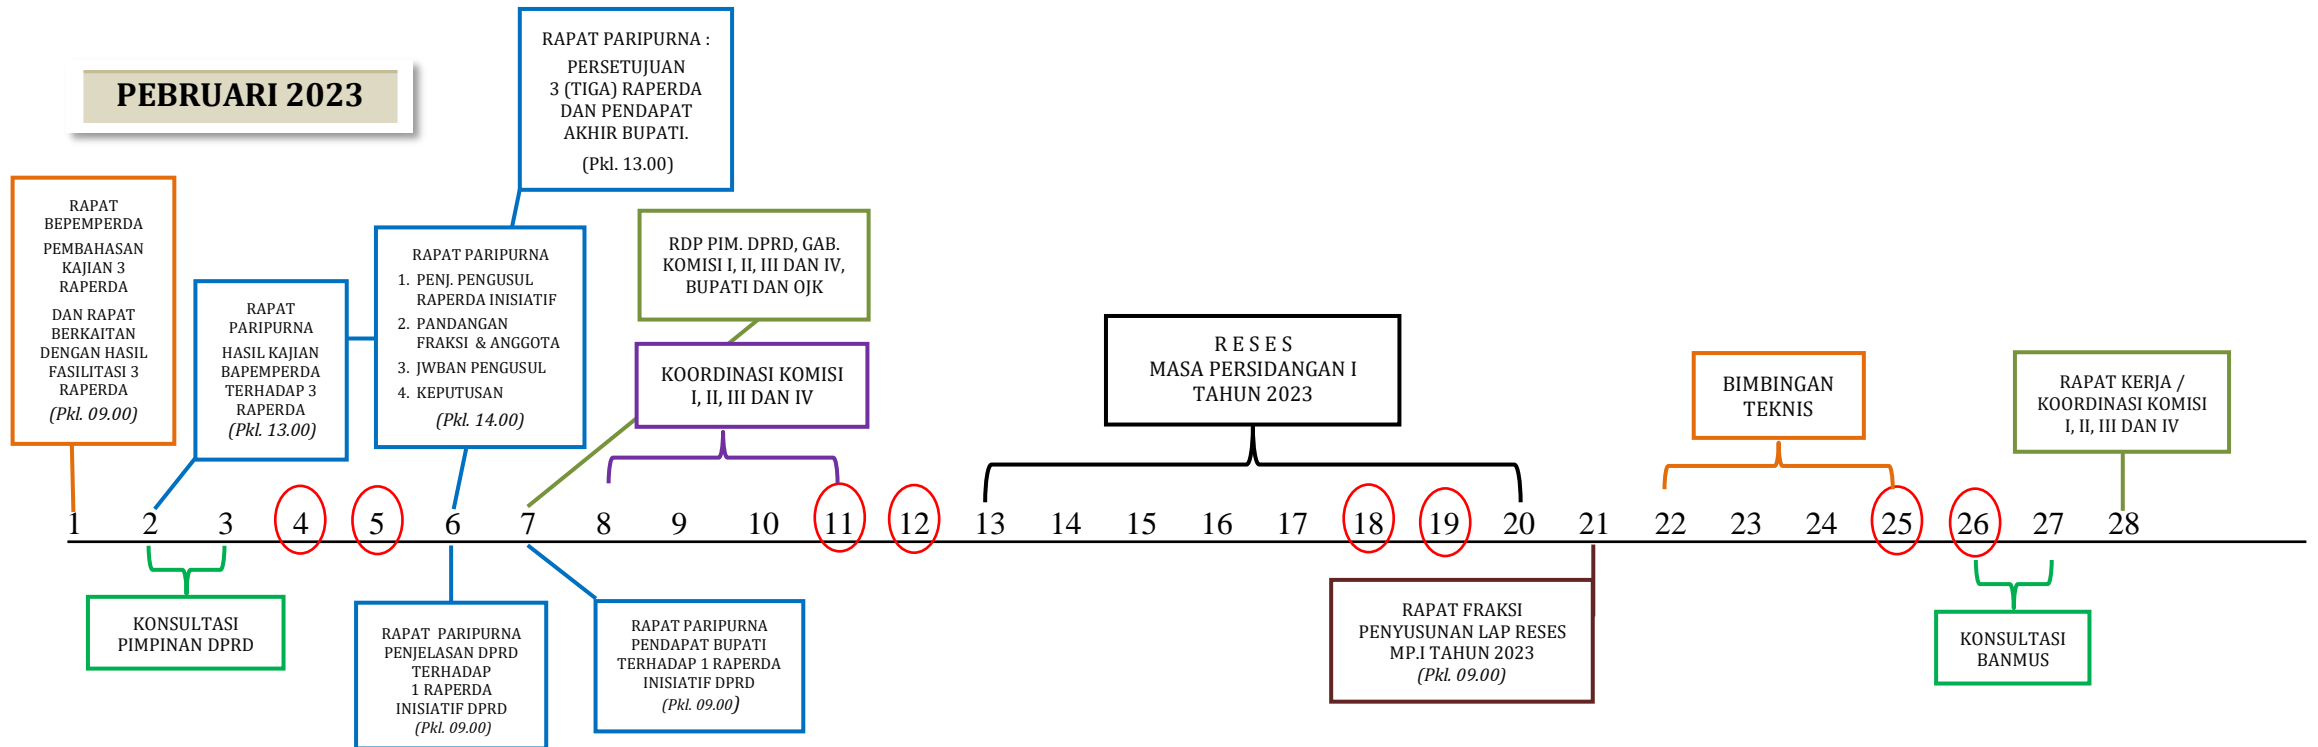 PEBRUARI 2023
RAPAT PARIPURNA :
PERSETUJUAN
3 (TIGA) RAPERDA
DAN PENDAPAT
AKHIR BUPATI.
(Pkl. 13.00)
RAPAT
BEPEMPERDA
PEMBAHASAN
KAJIAN 3
RAPERDA
DAN RAPAT
BERKAITAN
DENGAN HASIL
FASILITASI 3
RAPERDA
(Pkl. 09.00)
RAPAT
PARIPURNA
HASIL KAJIAN
BAPEMPERDA
TERHADAP 3
RAPERDA
(Pkl. 13.00)
RAPAT PARIPURNA
1. PENJ. PENGUSUL
RAPERDA INISIATIF
2. PANDANGAN
FRAKSI & ANGGOTA
3. JWBAN PENGUSUL
4. KEPUTUSAN
(Pkl. 14.00)
RDP PIM. DPRD, GAB.
KOMISI I, II, III DAN IV,
BUPATI DAN OJK
KOORDINASI KOMISI
I, II, III DAN IV
R E S E S
MASA PERSIDANGAN I
TAHUN 2023
BIMBINGAN
TEKNIS
RAPAT KERJA /
KOORDINASI KOMISI
I, II, III DAN IV
1 2 3 4 5 6 7 8 9 10 11 12 13 14 15 16 17 18 19 20 21 22 23 24 25 26 27 28
KONSULTASI
PIMPINAN DPRD
RAPAT PARIPURNA
PENJELASAN DPRD
TERHADAP
1 RAPERDA
INISIATIF DPRD
(Pkl. 09.00)
RAPAT PARIPURNA
PENDAPAT BUPATI
TERHADAP 1 RAPERDA
INISIATIF DPRD
(Pkl. 09.00)
RAPAT FRAKSI
PENYUSUNAN LAP RESES
MP.I TAHUN 2023
(Pkl. 09.00)
KONSULTASI
BANMUS